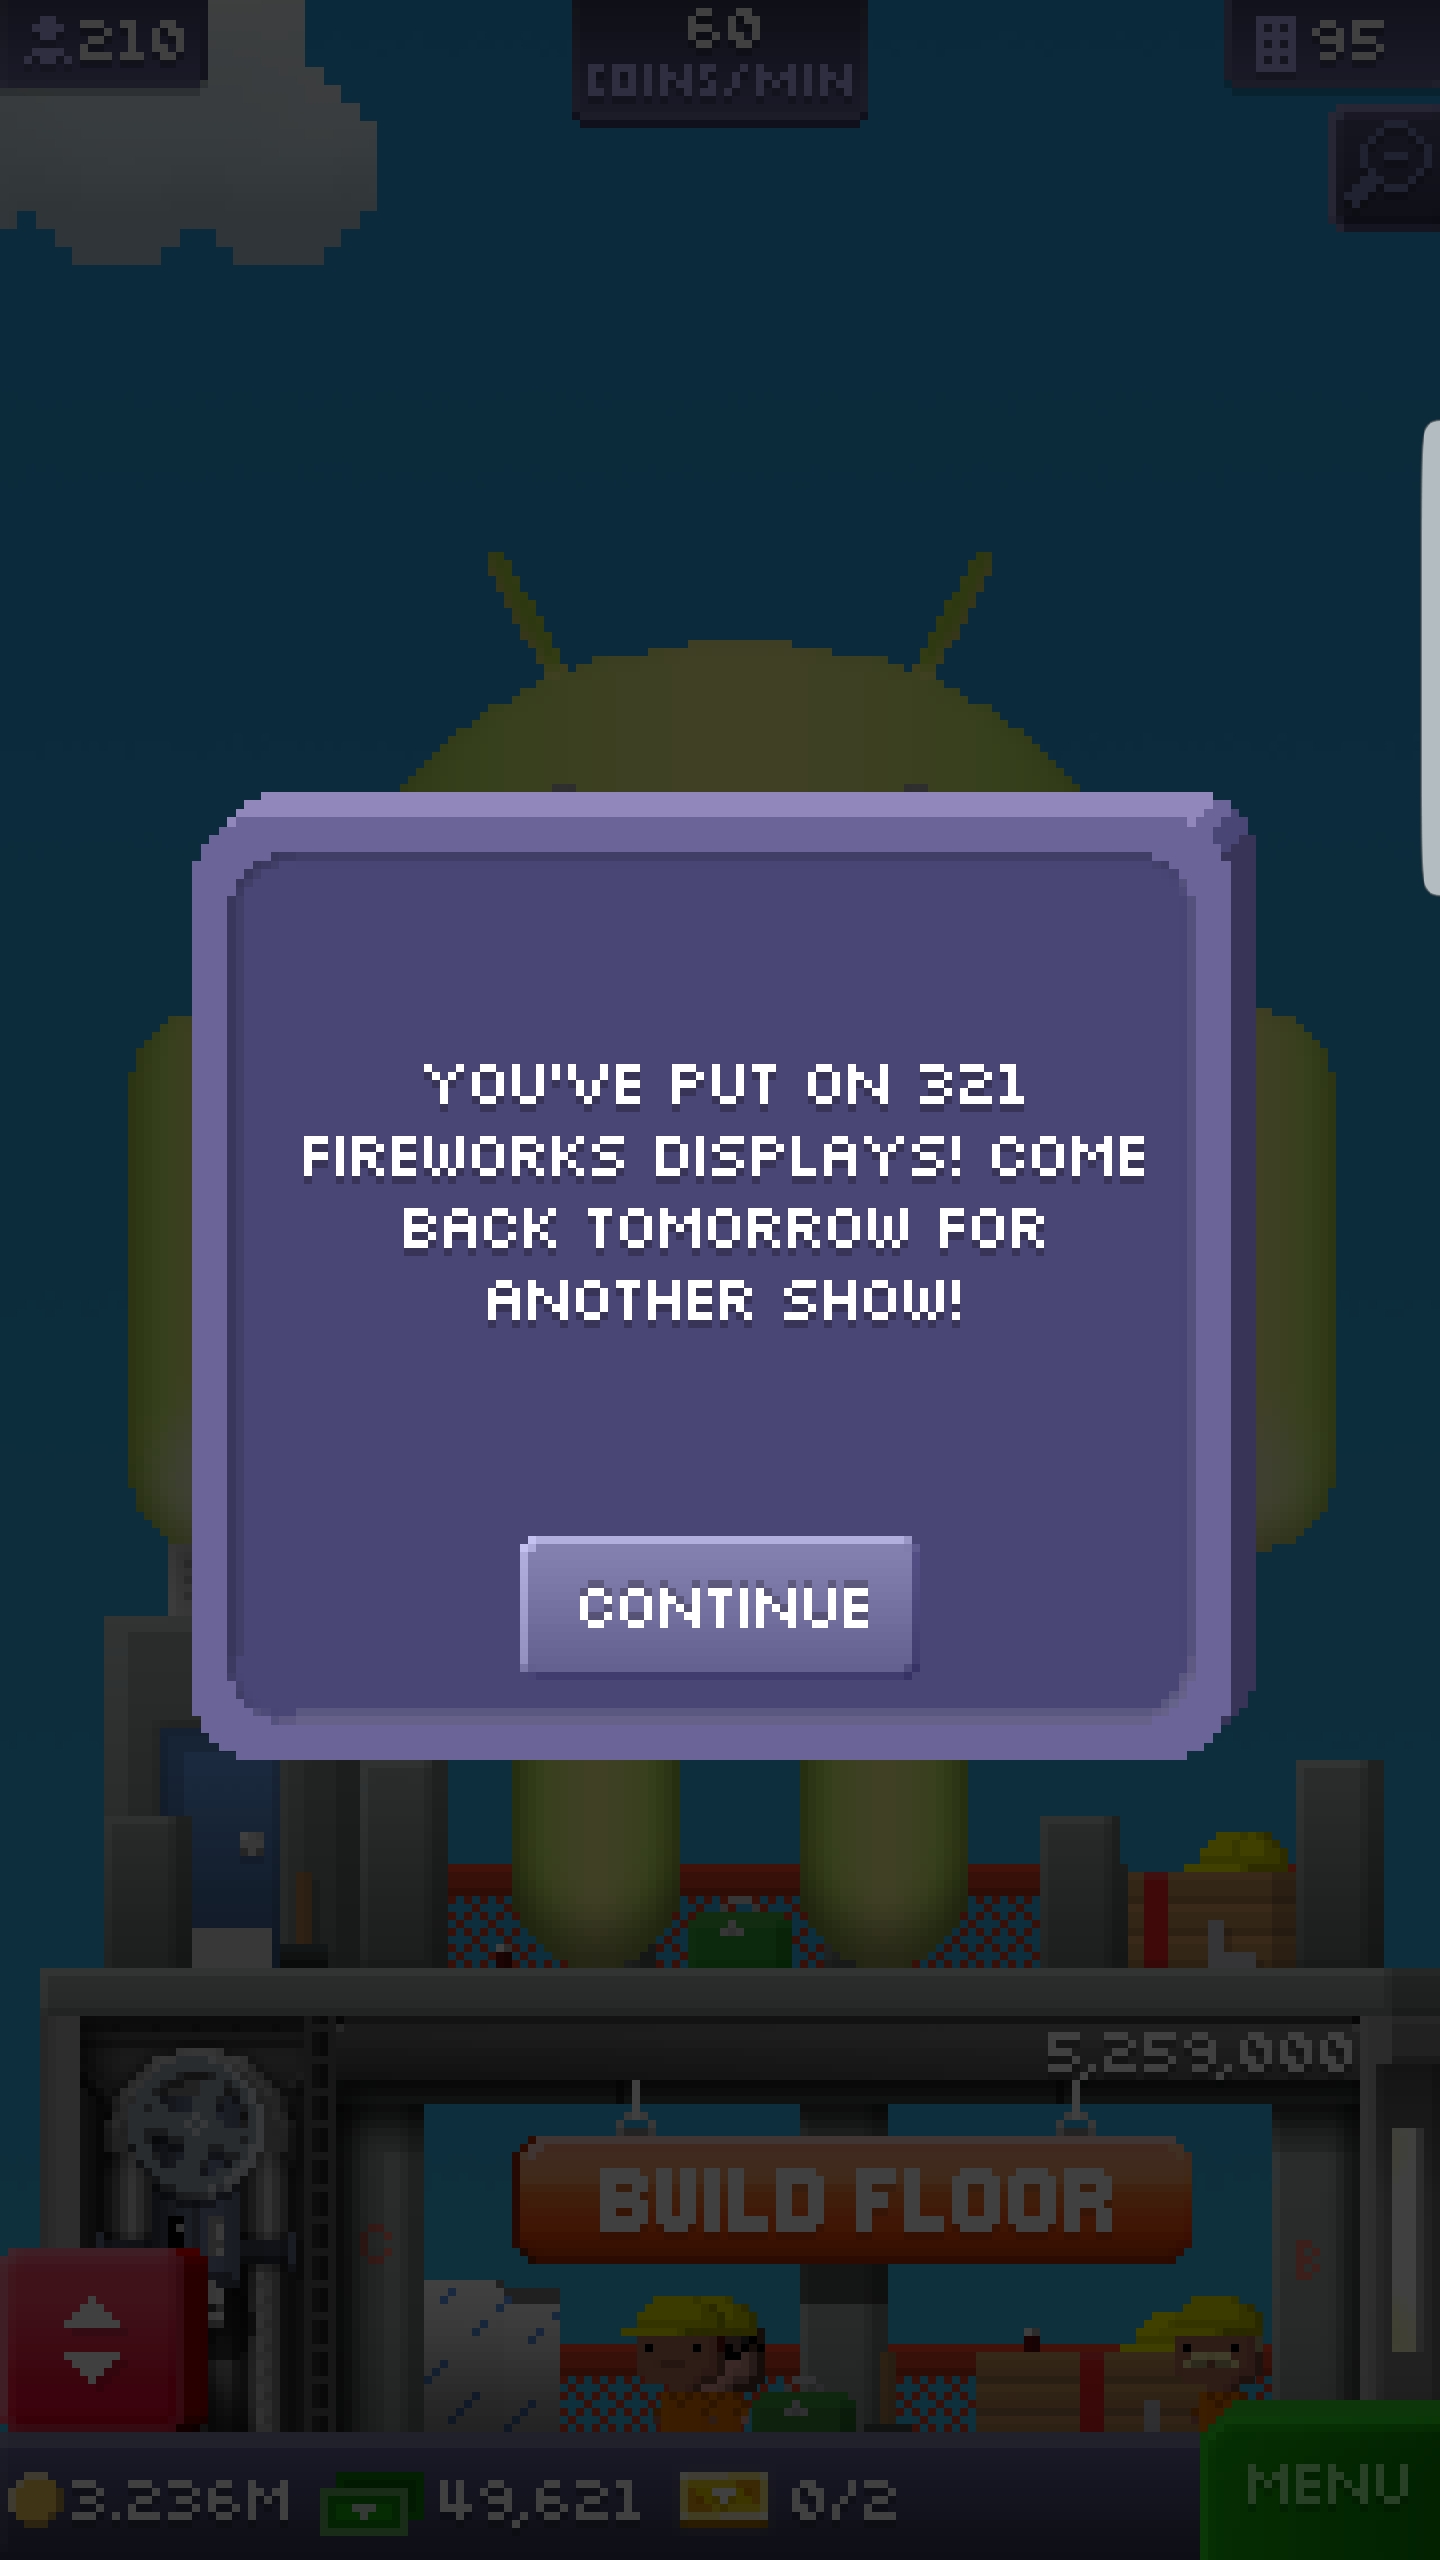 210
60
COINS/MIN
95
YOU'VE PUT ON 321
FIREWORKS DISPLAYS! COME
BACK TOMORROW FOR
ANOTHER SHOW!
CONTINUE
5,259,000
BUILD FLOOR
C
B
3.236M
49,621
0/2
MENU